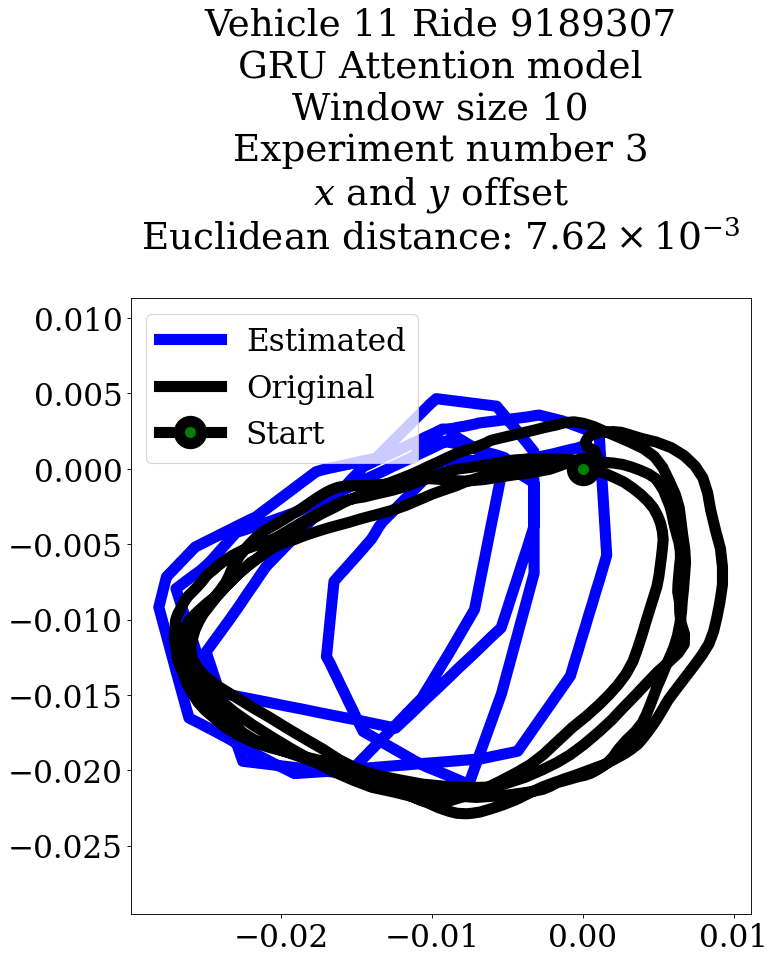 Vehicle 11 Ride 9189307
GRU Attention model
Window size 10
Experiment number 3
x and y offset
Euclidean distance: 7.62 × 10⁻³
Estimated
Original
Start
0.010
0.005
0.000
−0.005
−0.010
−0.015
−0.020
−0.025
−0.02 −0.01 0.00 0.01